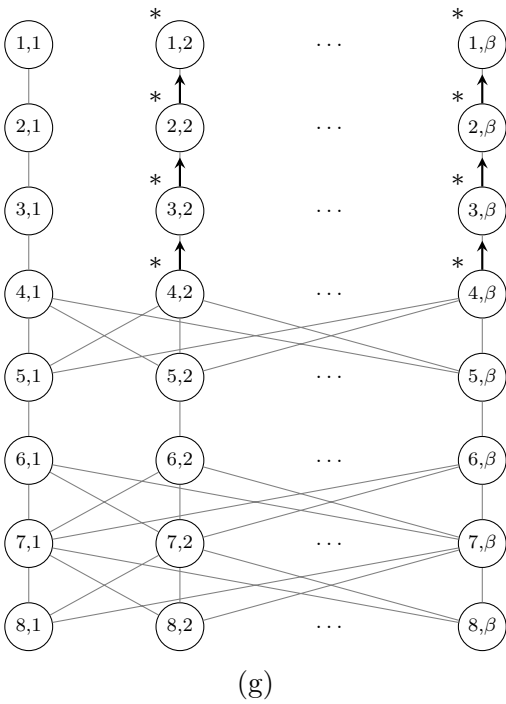 * *
1,1 1,2 ... 1,β
* *
2,1 2,2 ... 2,β
* *
3,1 3,2 ... 3,β
* *
4,1 4,2 ... 4,β
5,1 5,2 ... 5,β
6,1 6,2 ... 6,β
7,1 7,2 ... 7,β
8,1 8,2 ... 8,β
(g)